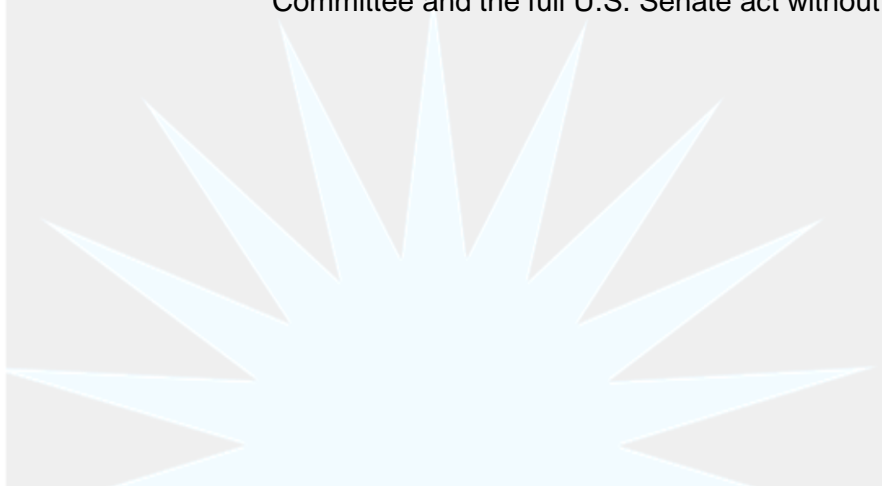 Committee and the full U.S. Senate act without